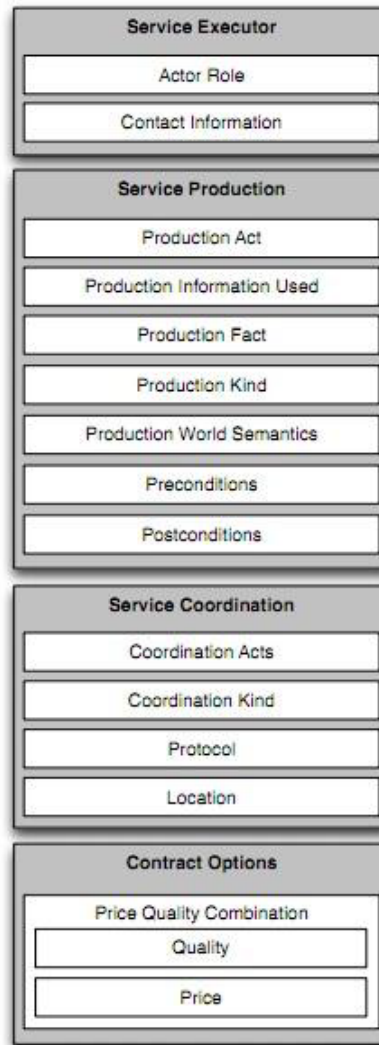 Service Executor
Actor Role
Contact Information
Service Production
Production Act
Production Information Used
Production Fact
Production Kind
Production World Semantics
Preconditions
Postconditions
Service Coordination
Coordination Acts
Coordination Kind
Protocol
Location
Contract Options
Price Quality Combination
Quality
Price